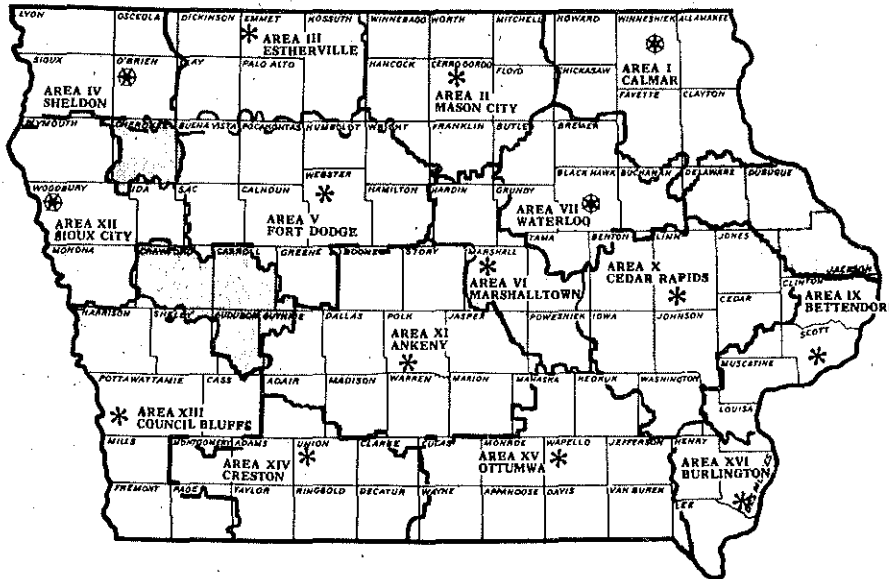 LYON
OSCEOLA
DICKINSON
EMMET
KOSSUTH
WINNEBAGO
WORTH
MITCHELL
HOWARD
WINNESHIEK
ALLAMAKEE
AREA III
ESTHERVILLE
AREA I
CALMAR
SIOUX
O'BRIEN
CLAY
PALO ALTO
HANCOCK
CERRO GORDO
FLOYD
CHICKASAW
AREA IV
SHELDON
AREA II
MASON CITY
FAYETTE
CLAYTON
PLYMOUTH
CHEROKEE
BUENA VISTA
POCAHONTAS
HUMBOLDT
WRIGHT
FRANKLIN
BUTLER
BREMER
WEBSTER
BLACK HAWK
BUCHANAN
DELAWARE
DUBUQUE
WOODBURY
IDA
SAC
CALHOUN
HAMILTON
HARDIN
GRUNDY
AREA XII
SIOUX CITY
AREA V
FORT DODGE
AREA VII
WATERLOO
TAMA
BENTON
LINN
JONES
MONONA
CRAWFORD
CARROLL
GREENE
BOONE
STORY
MARSHALL
AREA VI
MARSHALLTOWN
AREA X
CEDAR RAPIDS
JACKSON
CLINTON
AREA IX
BETTENDORF
HARRISON
SHELBY
AUDUBON
GUTHRIE
DALLAS
POLK
JASPER
POWESHIEK
IOWA
JOHNSON
CEDAR
SCOTT
AREA XI
ANKENY
MUSCATINE
POTTAWATTAMIE
CASS
ADAIR
MADISON
WARREN
MARION
MAHASKA
KEOKUK
WASHINGTON
LOUISA
AREA XIII
COUNCIL BLUFFS
MILLS
MONTGOMERY
ADAMS
UNION
CLARKE
LUCAS
MONROE
WAPELLO
JEFFERSON
HENRY
AREA XIV
CRESTON
AREA XV
OTTUMWA
AREA XVI
BURLINGTON
DES MOINES
FREMONT
PAGE
TAYLOR
RINGGOLD
DECATUR
WAYNE
APPANOOSE
DAVIS
VAN BUREN
LEE